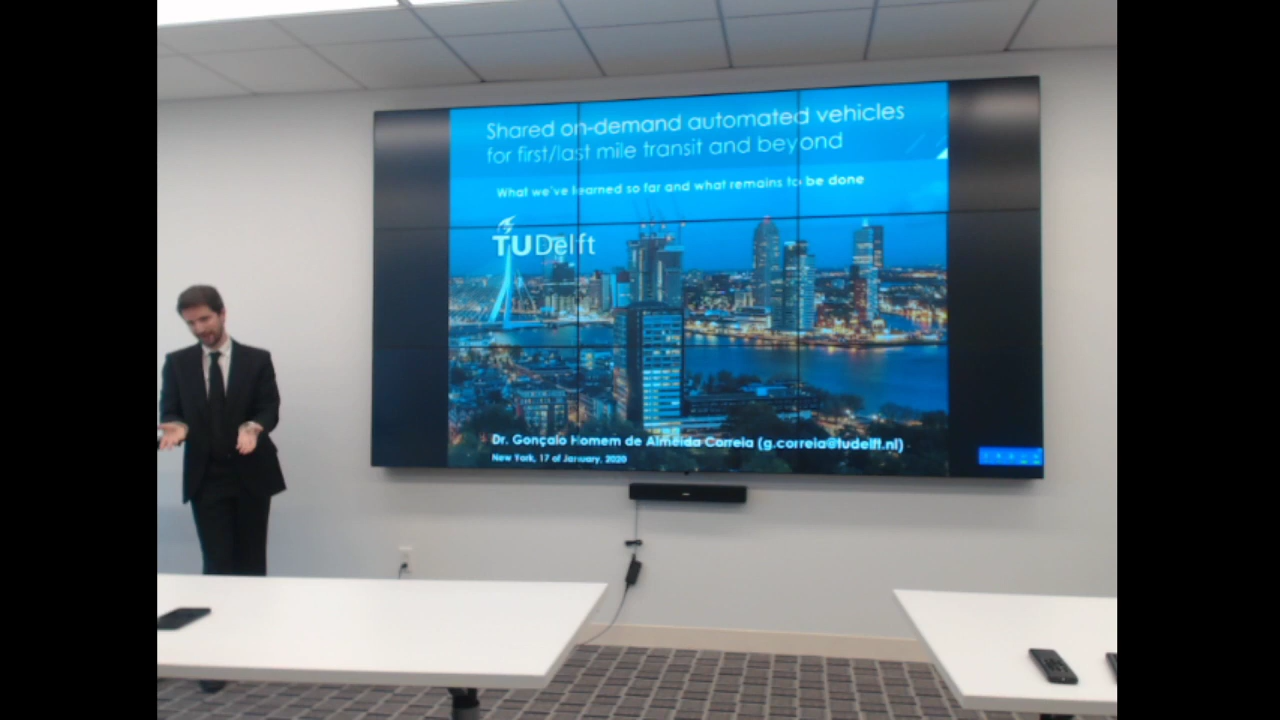 Shared on-demand automated vehicles
for first/last mile transit and beyond
What we've learned so far and what remains to be done
TUDelft
Dr. Gonçalo Homem de Almeida Correia (g.correia@tudelft.nl)
New York, 17 of January, 2020